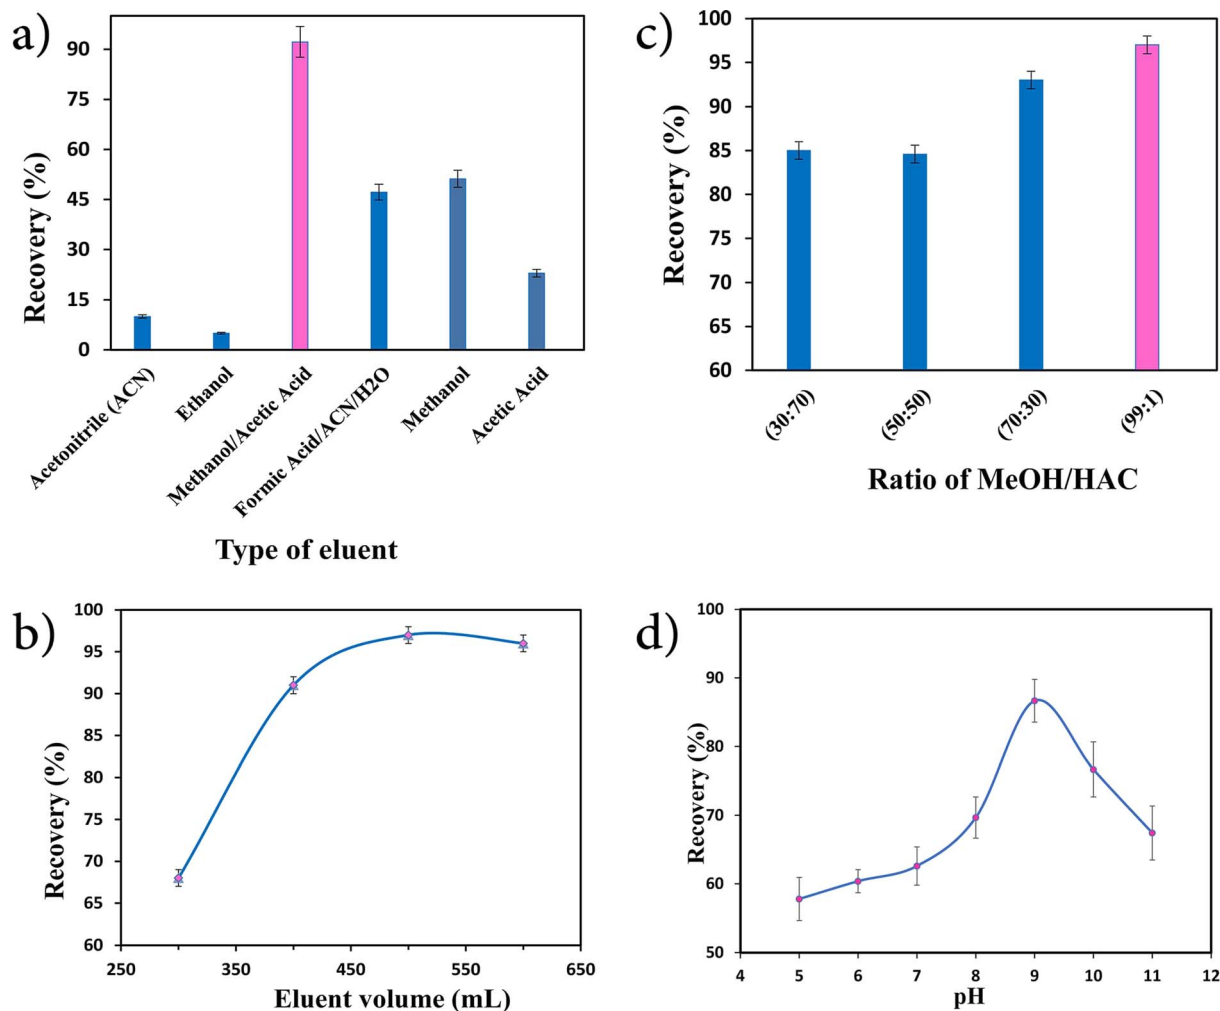 a)
Recovery (%)
90
75
60
45
30
15
0
Acetonitrile (ACN)
Ethanol
Methanol/Acetic Acid
Formic Acid/ACN/H2O
Methanol
Acetic Acid
Type of eluent
c)
Recovery (%)
100
95
90
85
80
75
70
65
60
(30:70)
(50:50)
(70:30)
(99:1)
Ratio of MeOH/HAC
b)
Recovery (%)
100
95
90
85
80
75
70
65
60
250
350
450
550
650
Eluent volume (mL)
d)
Recovery (%)
100
90
80
70
60
50
4
5
6
7
8
9
10
11
12
pH